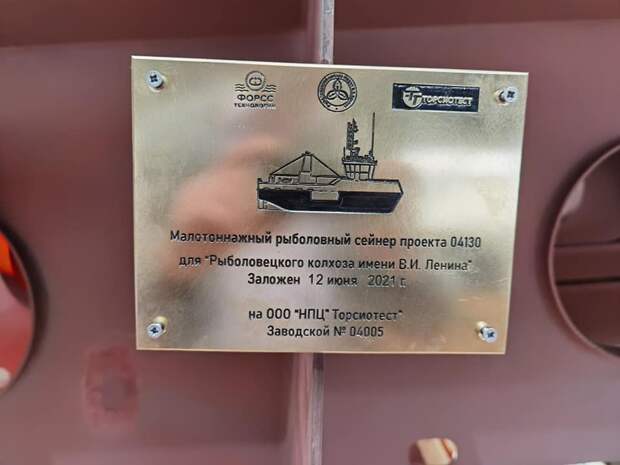 ФОРСС
ТЕХНОЛОГИИ
ТОРСИОТЕСТ
Малотоннажный рыболовный сейнер проекта 04130
для "Рыболовецкого колхоза имени В.И. Ленина"
Заложен 12 июня 2021 г.
на ООО "НПЦ" Торсиотест"
Заводской № 04005